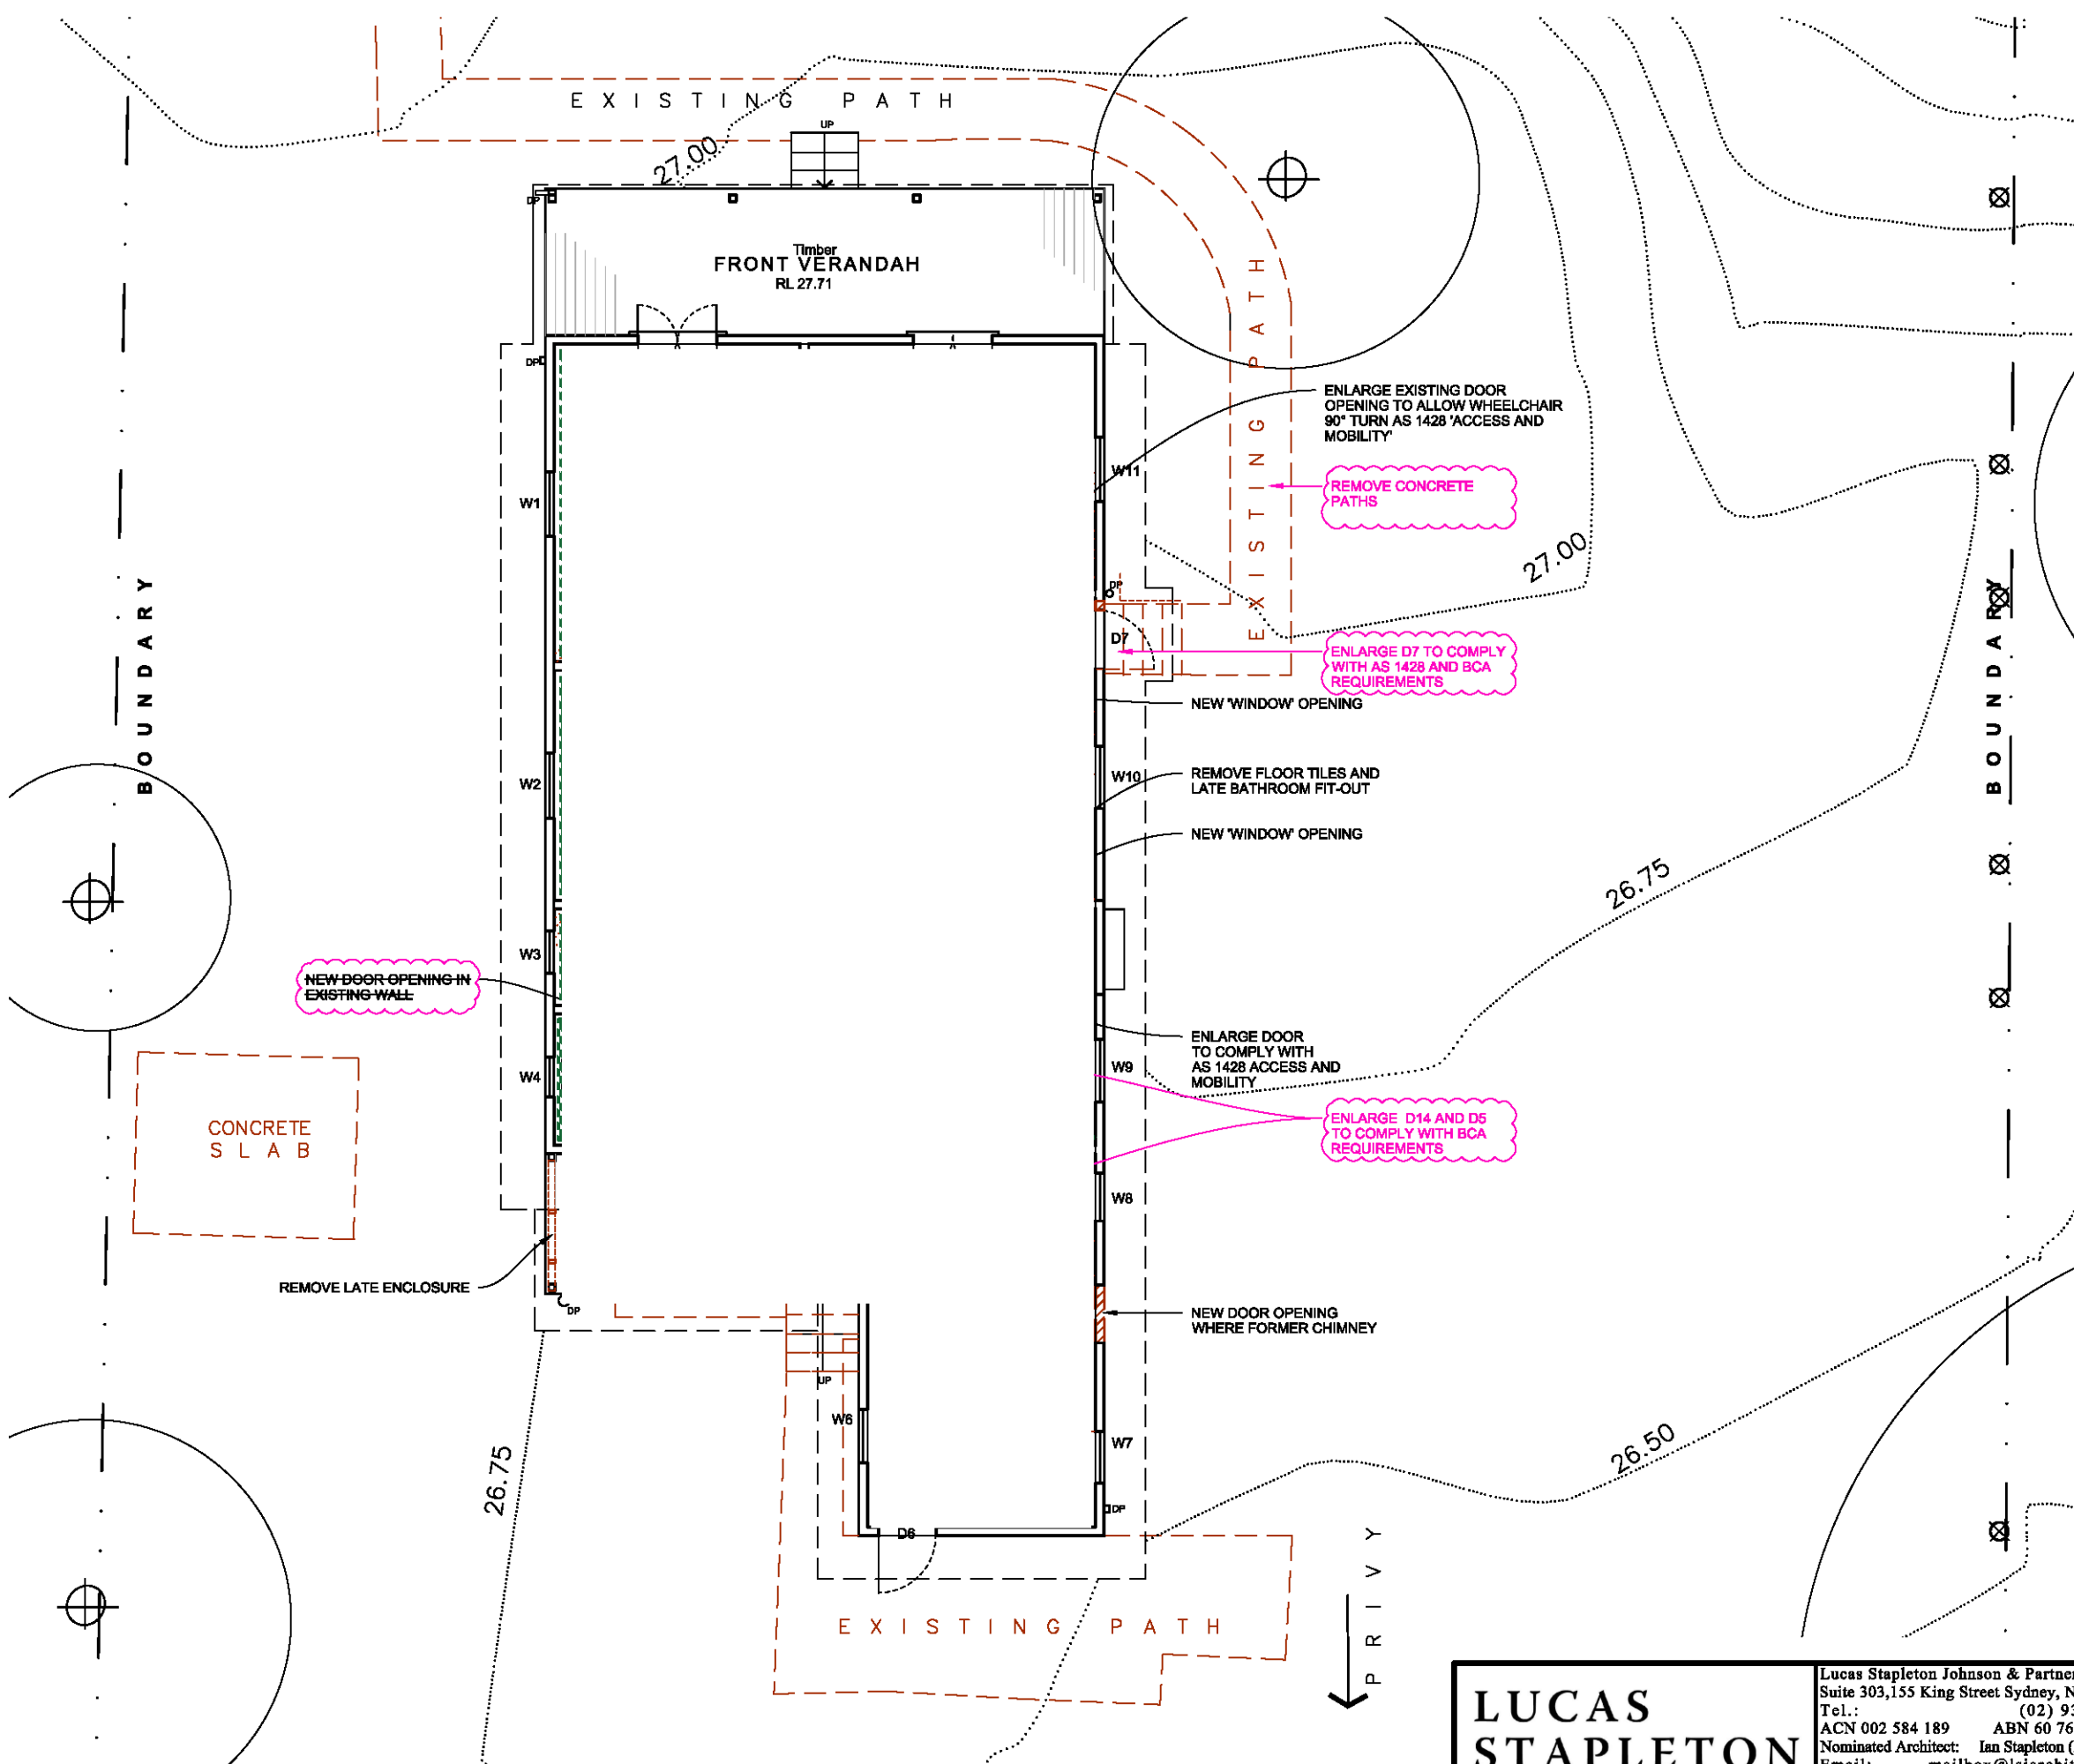 EXISTING PATH
UP
27.00
DP
Timber
FRONT VERANDAH
RL 27.71
DP
ENLARGE EXISTING DOOR
OPENING TO ALLOW WHEELCHAIR
90° TURN AS 1428 'ACCESS AND
MOBILITY'
EXISTING PATH
W11
W1
REMOVE CONCRETE
PATHS
27.00
BOUNDARY
BOUNDARY
DP
D7
ENLARGE D7 TO COMPLY
WITH AS 1428 AND BCA
REQUIREMENTS
NEW 'WINDOW' OPENING
W2
W10
REMOVE FLOOR TILES AND
LATE BATHROOM FIT-OUT
NEW 'WINDOW' OPENING
26.75
W3
NEW DOOR OPENING IN
EXISTING WALL
ENLARGE DOOR
TO COMPLY WITH
AS 1428 ACCESS AND
MOBILITY
W4
W9
CONCRETE
SLAB
ENLARGE D14 AND D5
TO COMPLY WITH BCA
REQUIREMENTS
W8
REMOVE LATE ENCLOSURE
DP
NEW DOOR OPENING
WHERE FORMER CHIMNEY
UP
W6
W7
26.75
26.50
DP
D6
PRIVY
EXISTING PATH
LUCAS
STAPLETON
Lucas Stapleton Johnson & Partner
Suite 303,155 King Street Sydney, N
Tel.: (02) 93
ACN 002 584 189 ABN 60 76
Nominated Architect: Ian Stapleton (
Email: